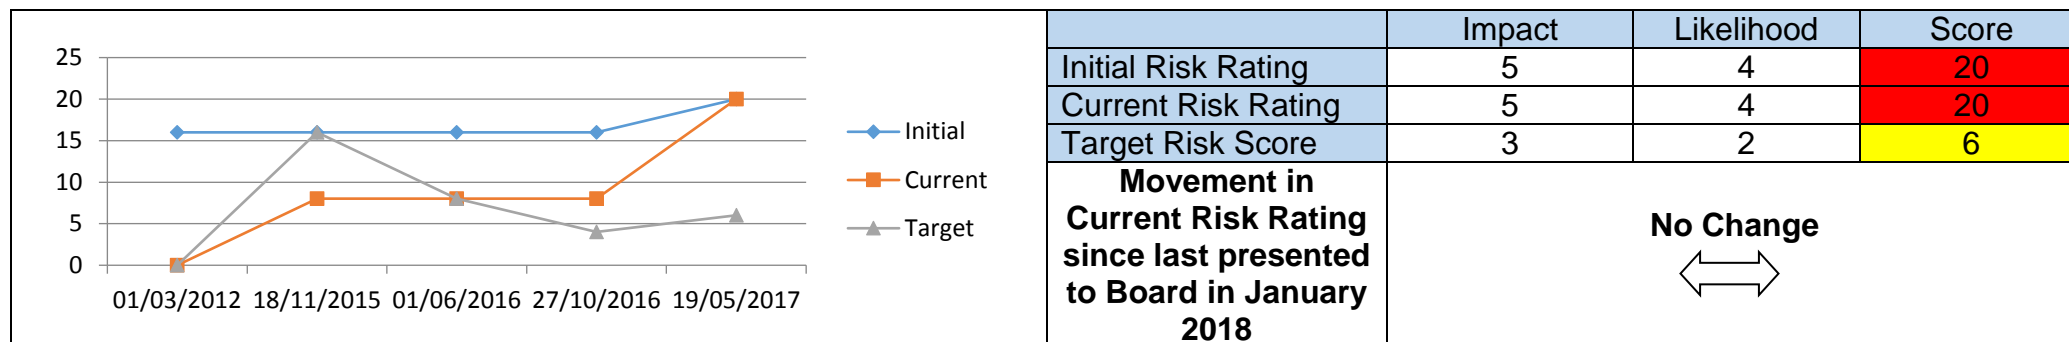 25
20
15
10
5
0
01/03/2012 18/11/2015 01/06/2016 27/10/2016 19/05/2017
Initial
Current
Target
Impact Likelihood Score
Initial Risk Rating 5 4 20
Current Risk Rating 5 4 20
Target Risk Score 3 2 6
Movement in
Current Risk Rating
since last presented
to Board in January
2018
No Change